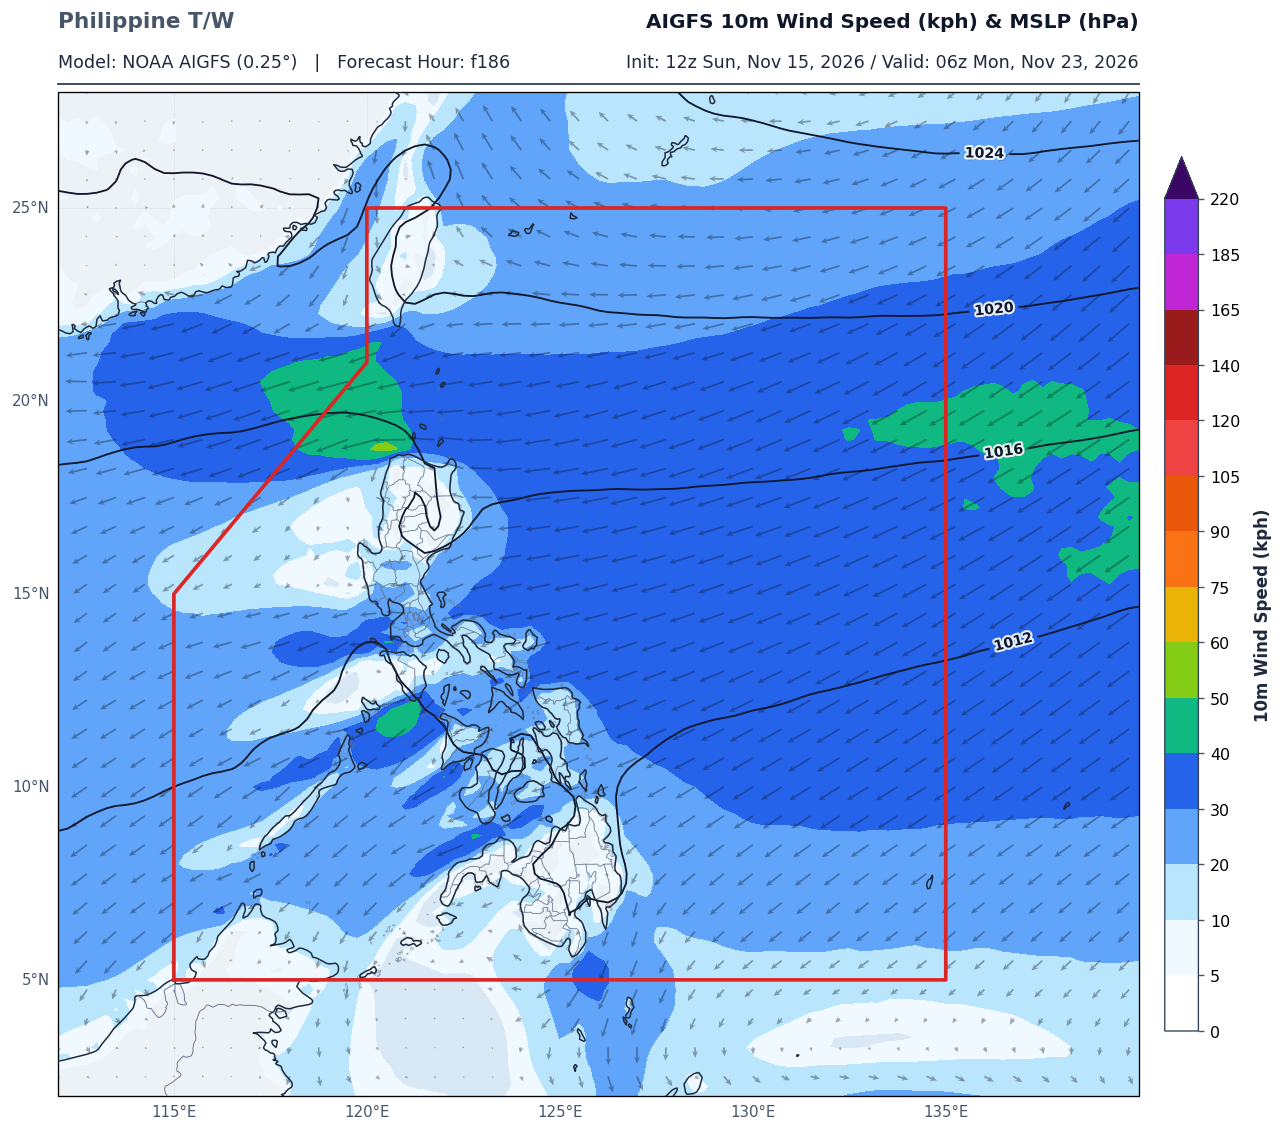 Philippine T/W
AIGFS 10m Wind Speed (kph) & MSLP (hPa)
Model: NOAA AIGFS (0.25°) | Forecast Hour: f186
Init: 12z Sun, Nov 15, 2026 / Valid: 06z Mon, Nov 23, 2026
1024
1020
1016
1012
25°N
20°N
15°N
10°N
5°N
115°E
120°E
125°E
130°E
135°E
220
185
165
140
120
105
90
75
60
50
40
30
20
10
5
0
10m Wind Speed (kph)